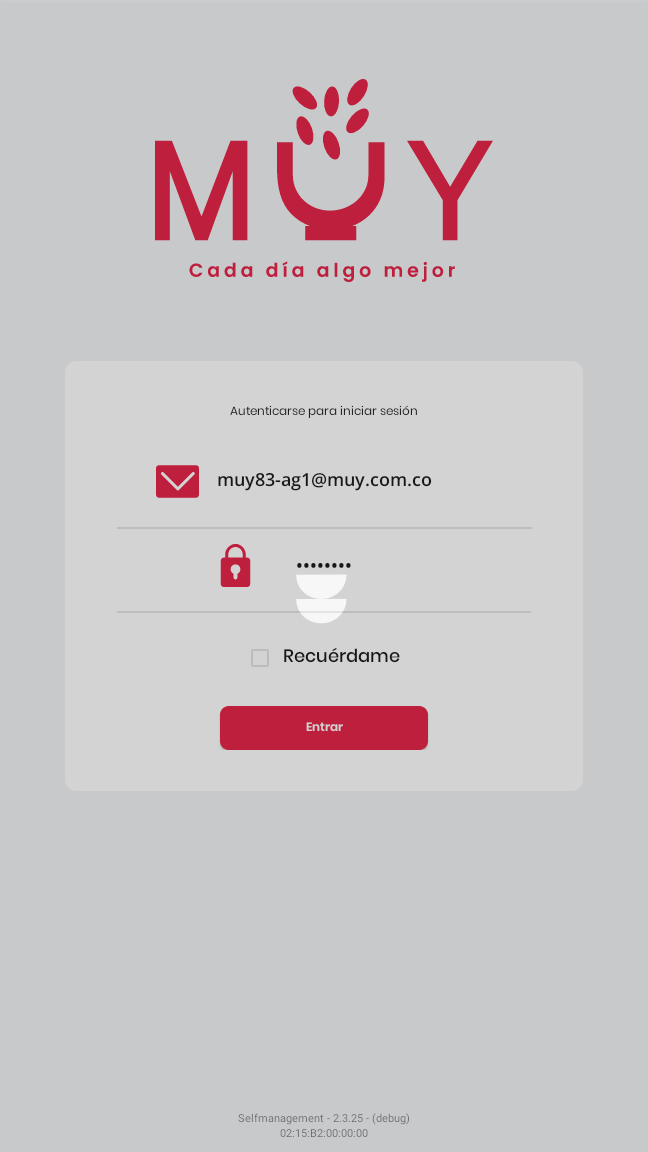 MUY
Cada día algo mejor
Autenticarse para iniciar sesión
muy83-ag1@muy.com.co
••••••••
Recuérdame
Entrar
Selfmanagement - 2.3.25 - (debug)
02:15:B2:00:00:00